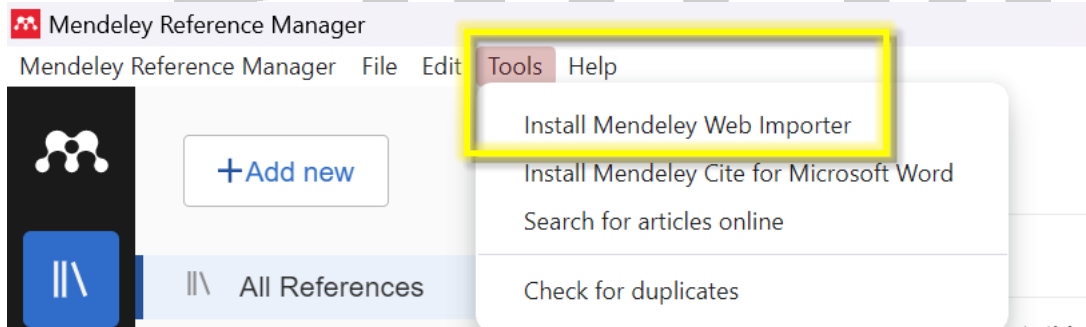 Mendeley Reference Manager
Mendeley Reference Manager File Edit Tools Help
Install Mendeley Web Importer
+Add new
Install Mendeley Cite for Microsoft Word
Search for articles online
All References
Check for duplicates